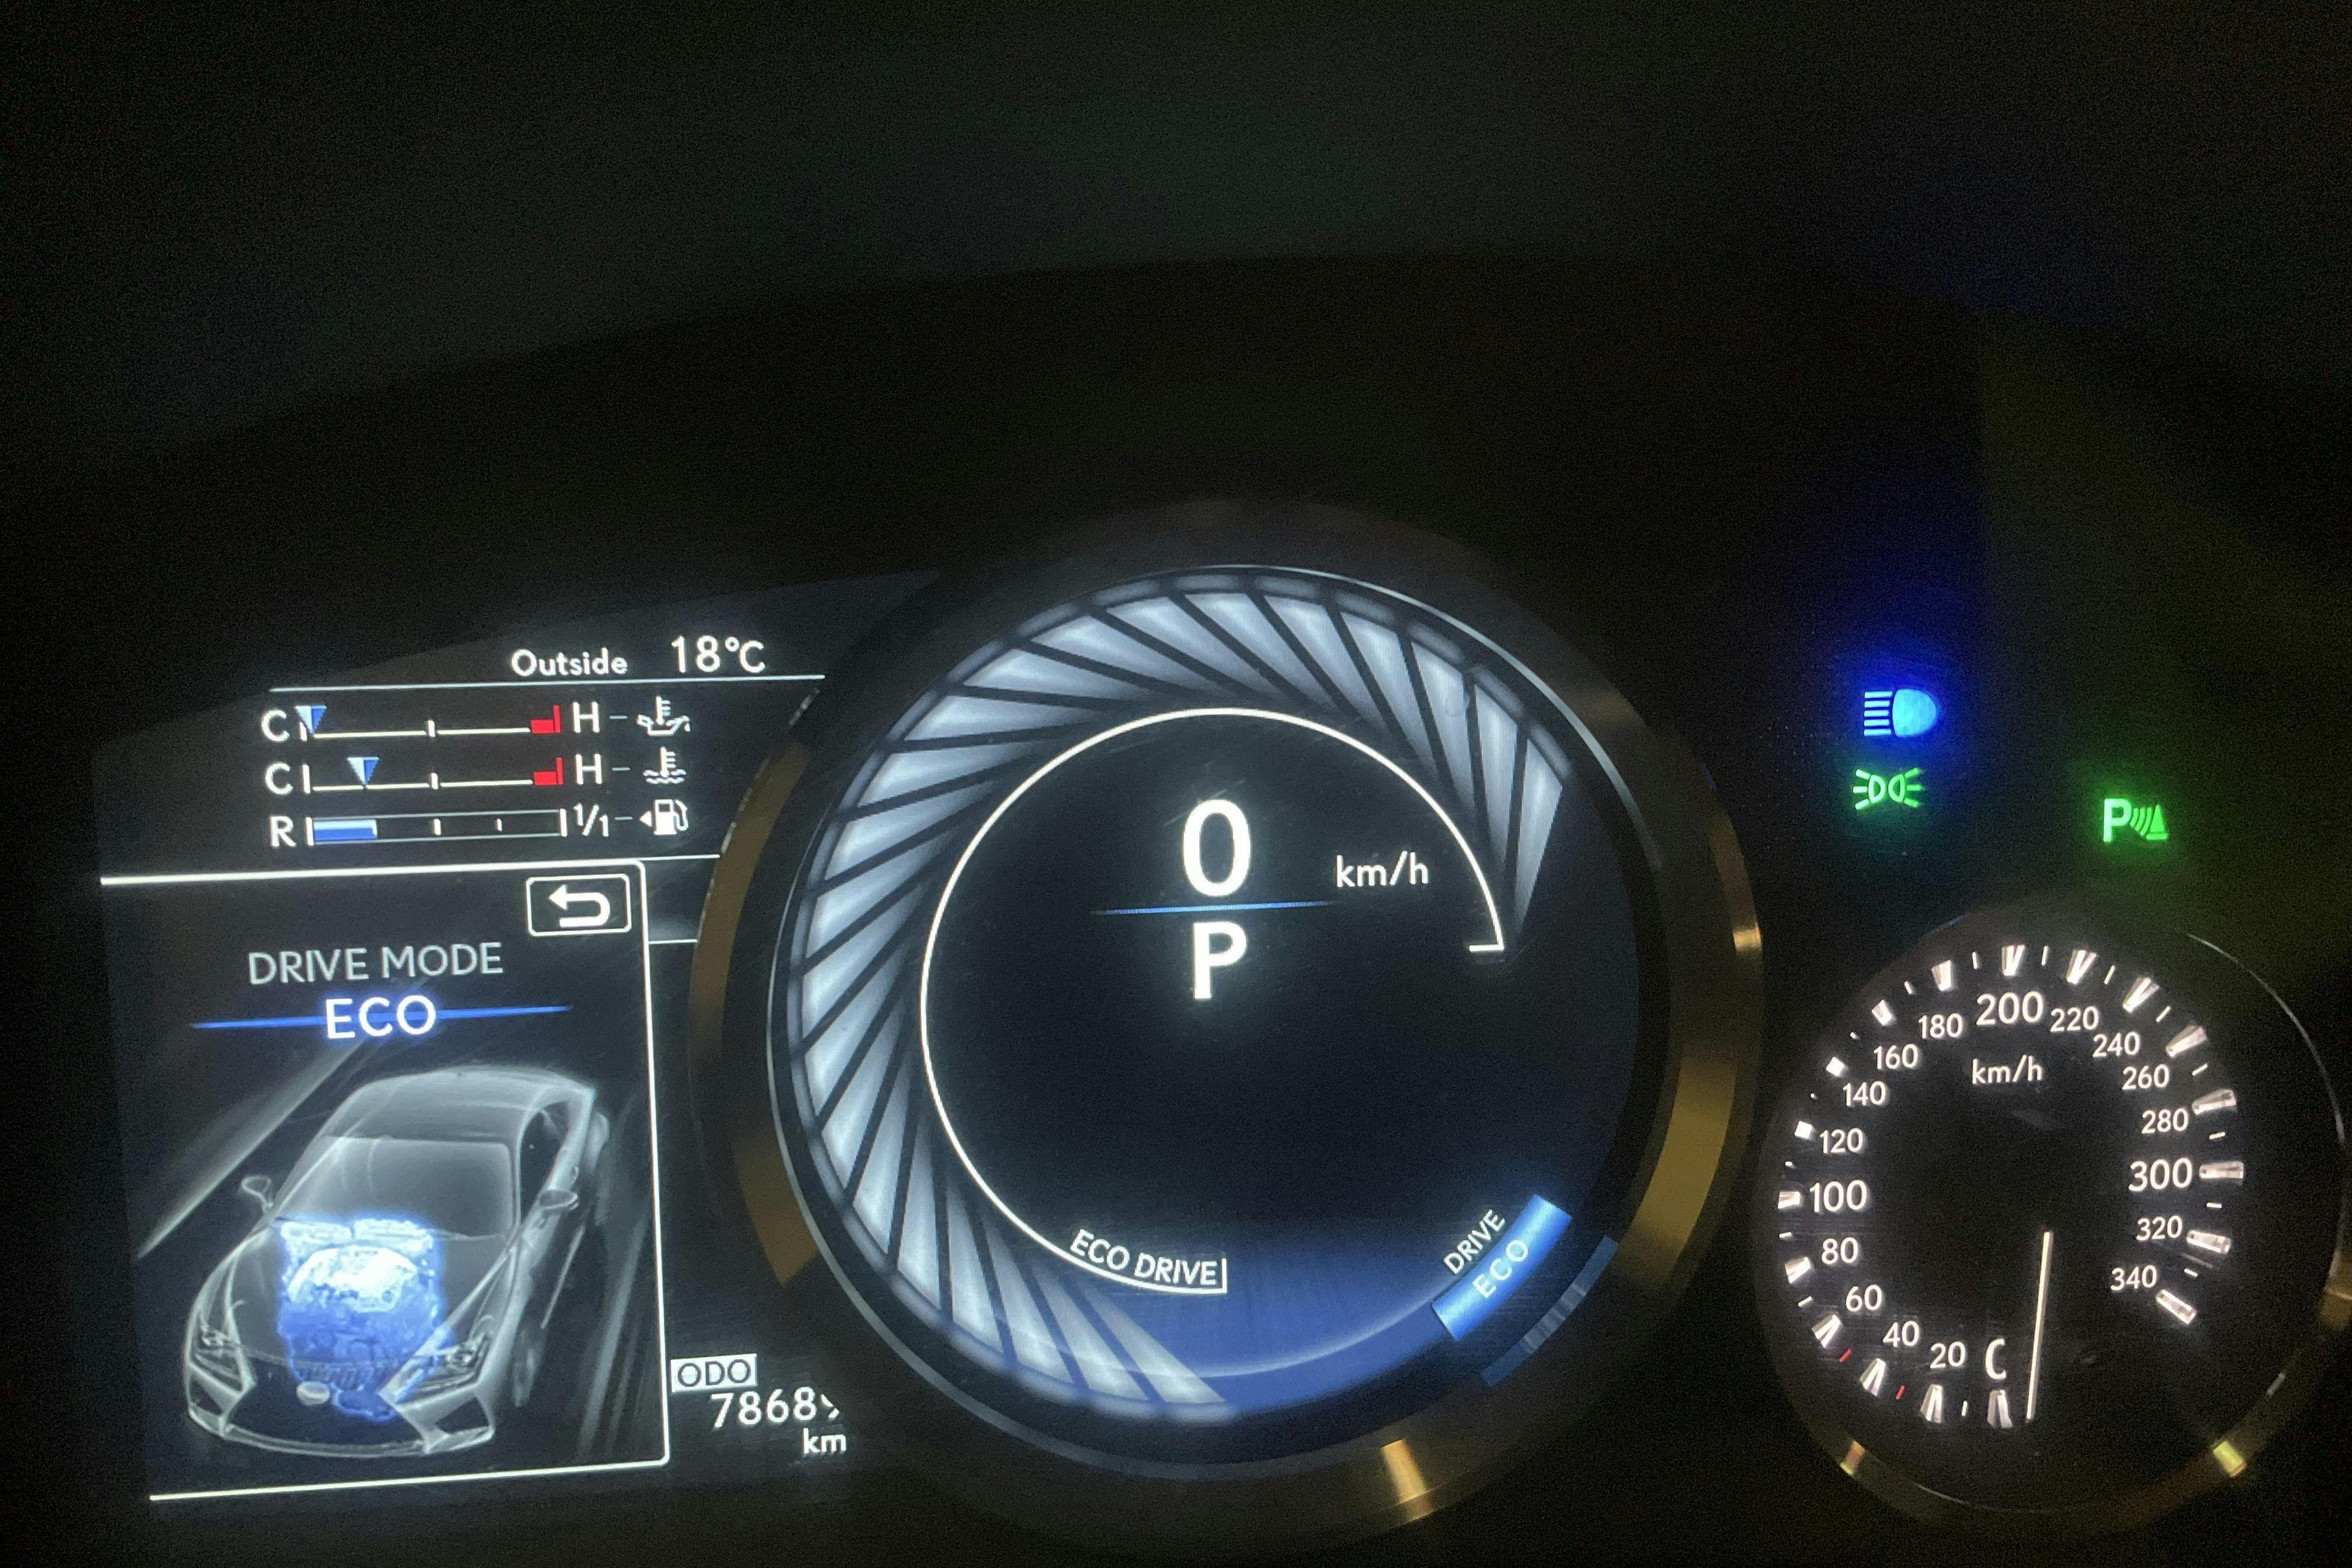 Outside 18°C
C H
C H
R 1/1
DRIVE MODE
ECO
ODO
7868
km
0 km/h
P
ECO DRIVE
DRIVE
ECO
P
200
180 220
160 240
km/h
140 260
120 280
100 300
80 320
60 340
40
20